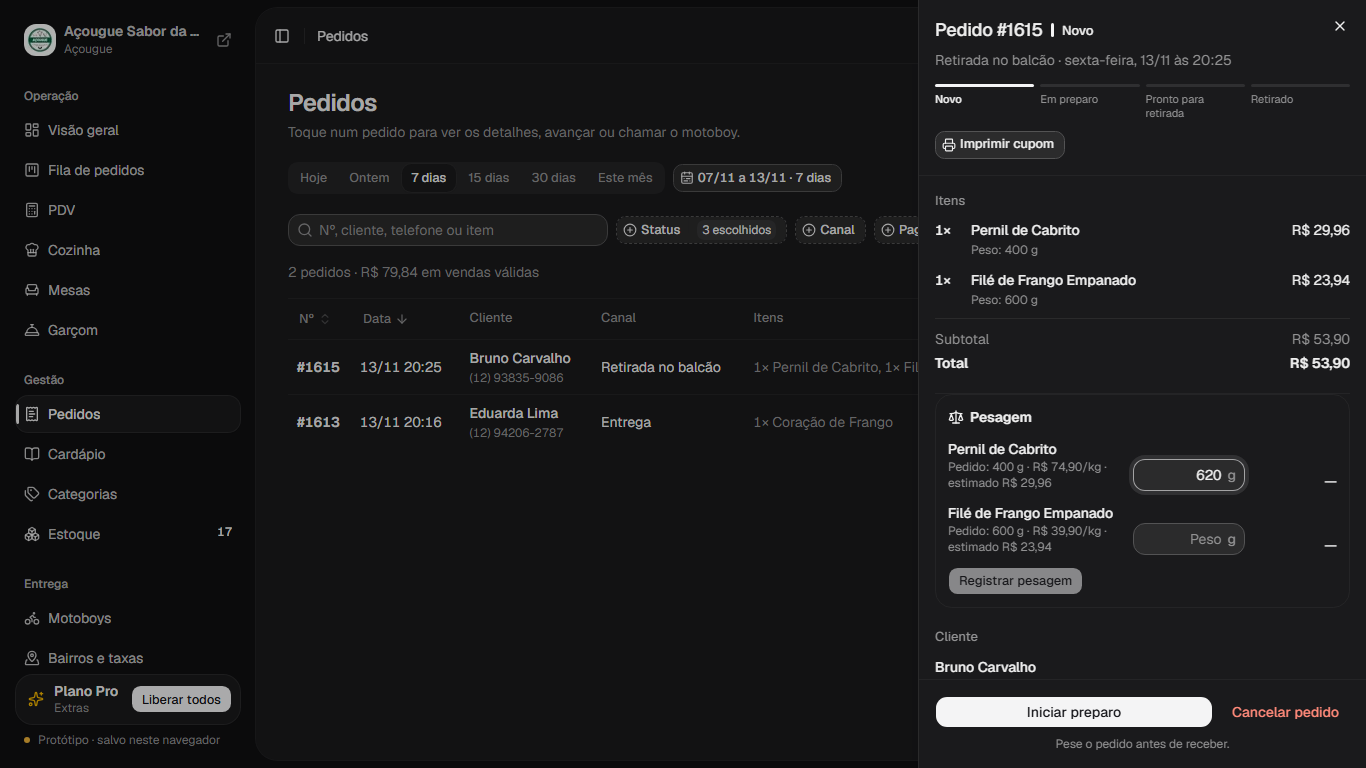 Açougue Sabor da ...
Açougue
Operação
Visão geral
Fila de pedidos
PDV
Cozinha
Mesas
Garçom
Gestão
Pedidos
Cardápio
Categorias
Estoque
17
Entrega
Motoboys
Bairros e taxas
Plano Pro
Extras
Liberar todos
Protótipo · salvo neste navegador
Pedidos
Pedidos
Toque num pedido para ver os detalhes, avançar ou chamar o motoboy.
Hoje Ontem 7 dias 15 dias 30 dias Este mês 07/11 a 13/11 · 7 dias
Nº, cliente, telefone ou item Status 3 escolhidos Canal Pag
2 pedidos · R$ 79,84 em vendas válidas
Nº Data Cliente Canal Itens
#1615 13/11 20:25 Bruno Carvalho Retirada no balcão 1× Pernil de Cabrito, 1× Fil
(12) 93835-9086
#1613 13/11 20:16 Eduarda Lima Entrega 1× Coração de Frango
(12) 94206-2787
Pedido #1615 Novo
Retirada no balcão · sexta-feira, 13/11 às 20:25
Novo Em preparo Pronto para retirada Retirado
Imprimir cupom
Itens
1× Pernil de Cabrito R$ 29,96
Peso: 400 g
1× Filé de Frango Empanado R$ 23,94
Peso: 600 g
Subtotal R$ 53,90
Total R$ 53,90
Pesagem
Pernil de Cabrito
Pedido: 400 g · R$ 74,90/kg ·
estimado R$ 29,96
620 g
—
Filé de Frango Empanado
Pedido: 600 g · R$ 39,90/kg ·
estimado R$ 23,94
Peso g
—
Registrar pesagem
Cliente
Bruno Carvalho
Iniciar preparo Cancelar pedido
Pese o pedido antes de receber.